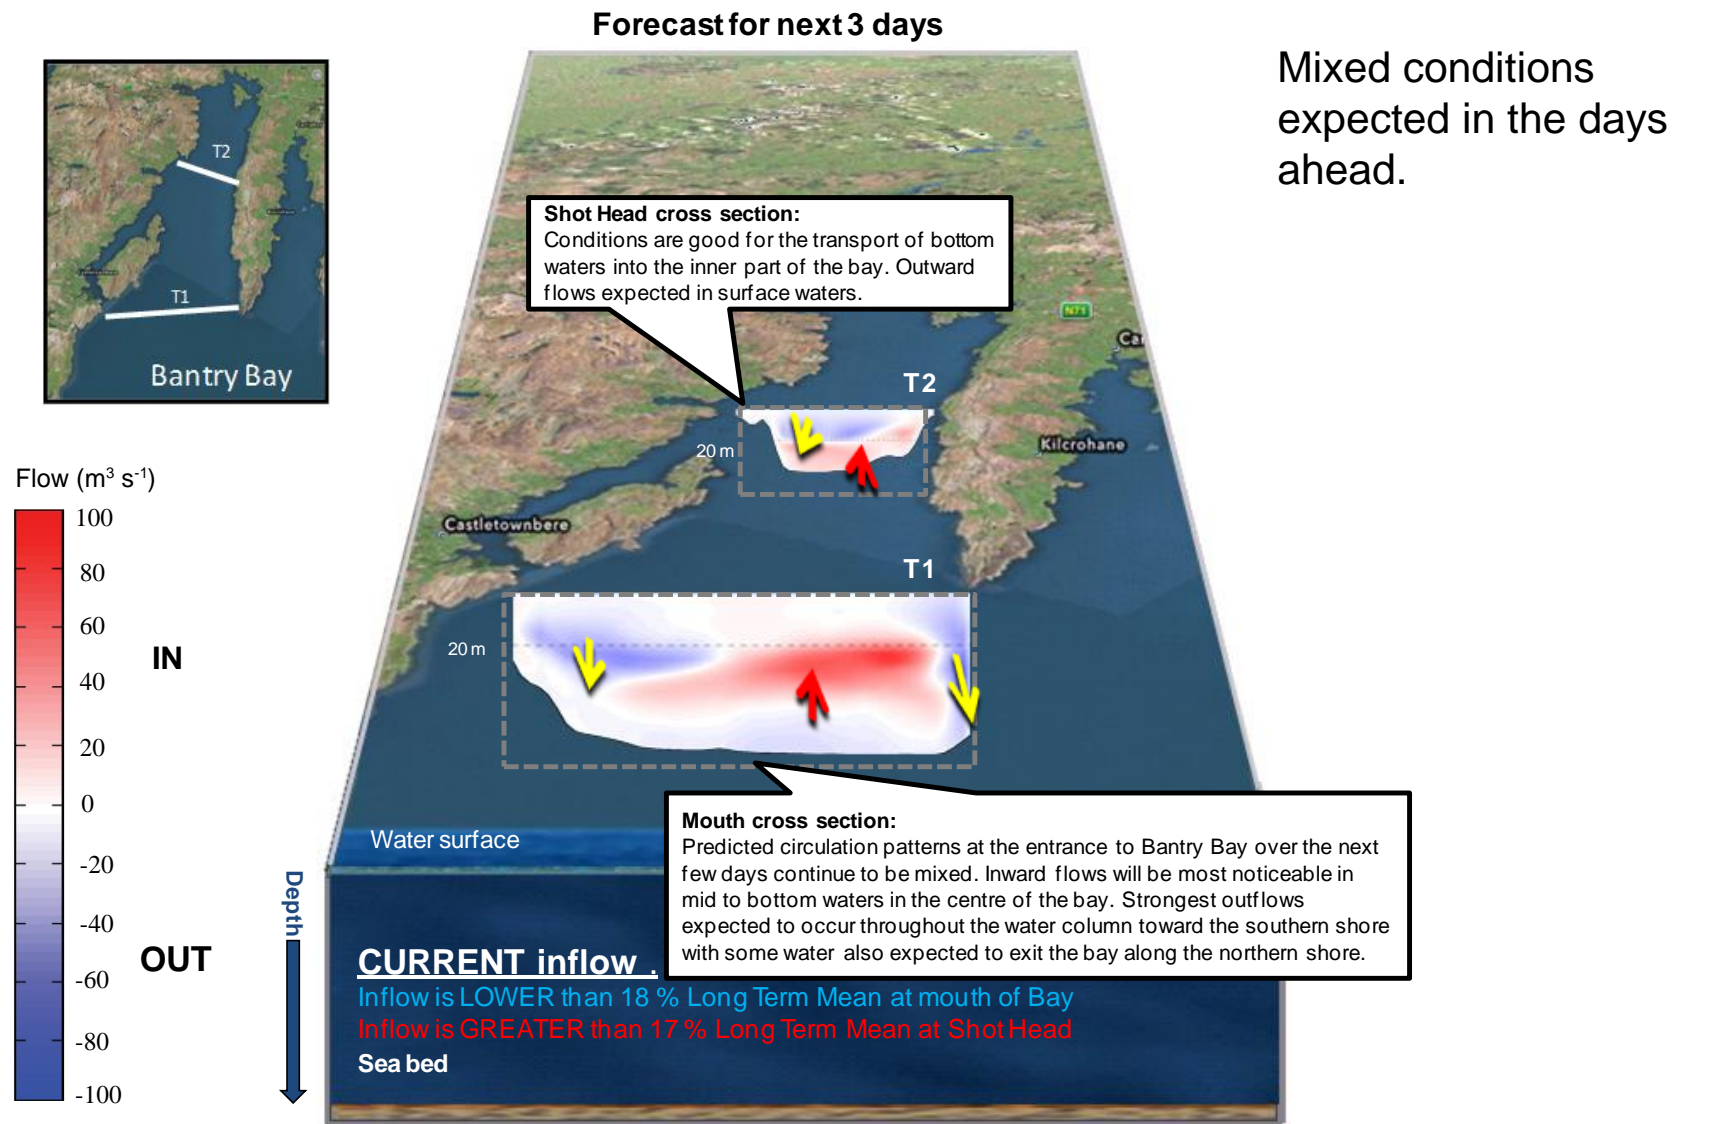 Forecast for next 3 days
Mixed conditions
expected in the days
ahead.
T2
T1
Bantry Bay
Shot Head cross section:
Conditions are good for the transport of bottom
waters into the inner part of the bay. Outward
flows expected in surface waters.
N71
T2
Kilcrohane
20 m
Castletownbere
T1
20 m
Flow (m³ s⁻¹)
100
80
60
40
20
0
-20
-40
-60
-80
-100
IN
OUT
Mouth cross section:
Predicted circulation patterns at the entrance to Bantry Bay over the next
few days continue to be mixed. Inward flows will be most noticeable in
mid to bottom waters in the centre of the bay. Strongest outflows
expected to occur throughout the water column toward the southern shore
with some water also expected to exit the bay along the northern shore.
Water surface
Depth
CURRENT inflow .
Inflow is LOWER than 18 % Long Term Mean at mouth of Bay
Inflow is GREATER than 17 % Long Term Mean at Shot Head
Sea bed